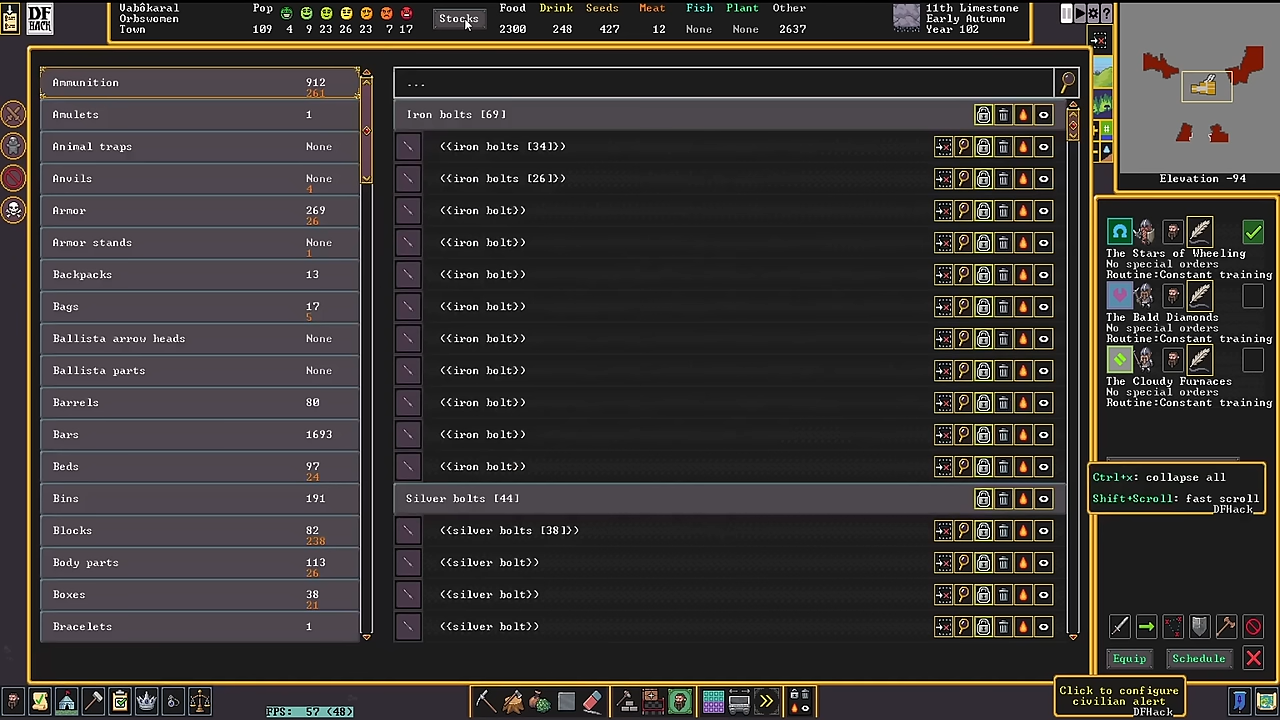 DF
HACK
Vabôkaral
Orbswomen
Town
Pop
109 4 9 23 26 23 7 17
Stocks
Food Drink Seeds Meat Fish Plant Other
2300 248 427 12 None None 2637
11th Limestone
Early Autumn
Year 102
?
Elevation -94
Ammunition 912
261
Amulets 1
Animal traps None
Anvils None
4
Armor 269
26
Armor stands None
1
Backpacks 13
Bags 17
5
Ballista arrow heads None
Ballista parts None
Barrels 80
Bars 1693
Beds 97
24
Bins 191
Blocks 82
238
Body parts 113
26
Boxes 38
21
Bracelets 1
...
Iron bolts [69]
((iron bolts [34]))
((iron bolts [26]))
((iron bolt))
((iron bolt))
((iron bolt))
((iron bolt))
((iron bolt))
((iron bolt))
((iron bolt))
((iron bolt))
((iron bolt))
Silver bolts [44]
((silver bolts [38]))
((silver bolt))
((silver bolt))
((silver bolt))
The Stars of Wheeling
No special orders
Routine:Constant training
The Bald Diamonds
No special orders
Routine:Constant training
The Cloudy Furnaces
No special orders
Routine:Constant training
Ctrl+x: collapse all
Shift+Scroll: fast scroll
DFHack
Equip
Schedule
Click to configure
civilian alert
DFHack
FPS: 57 (48)